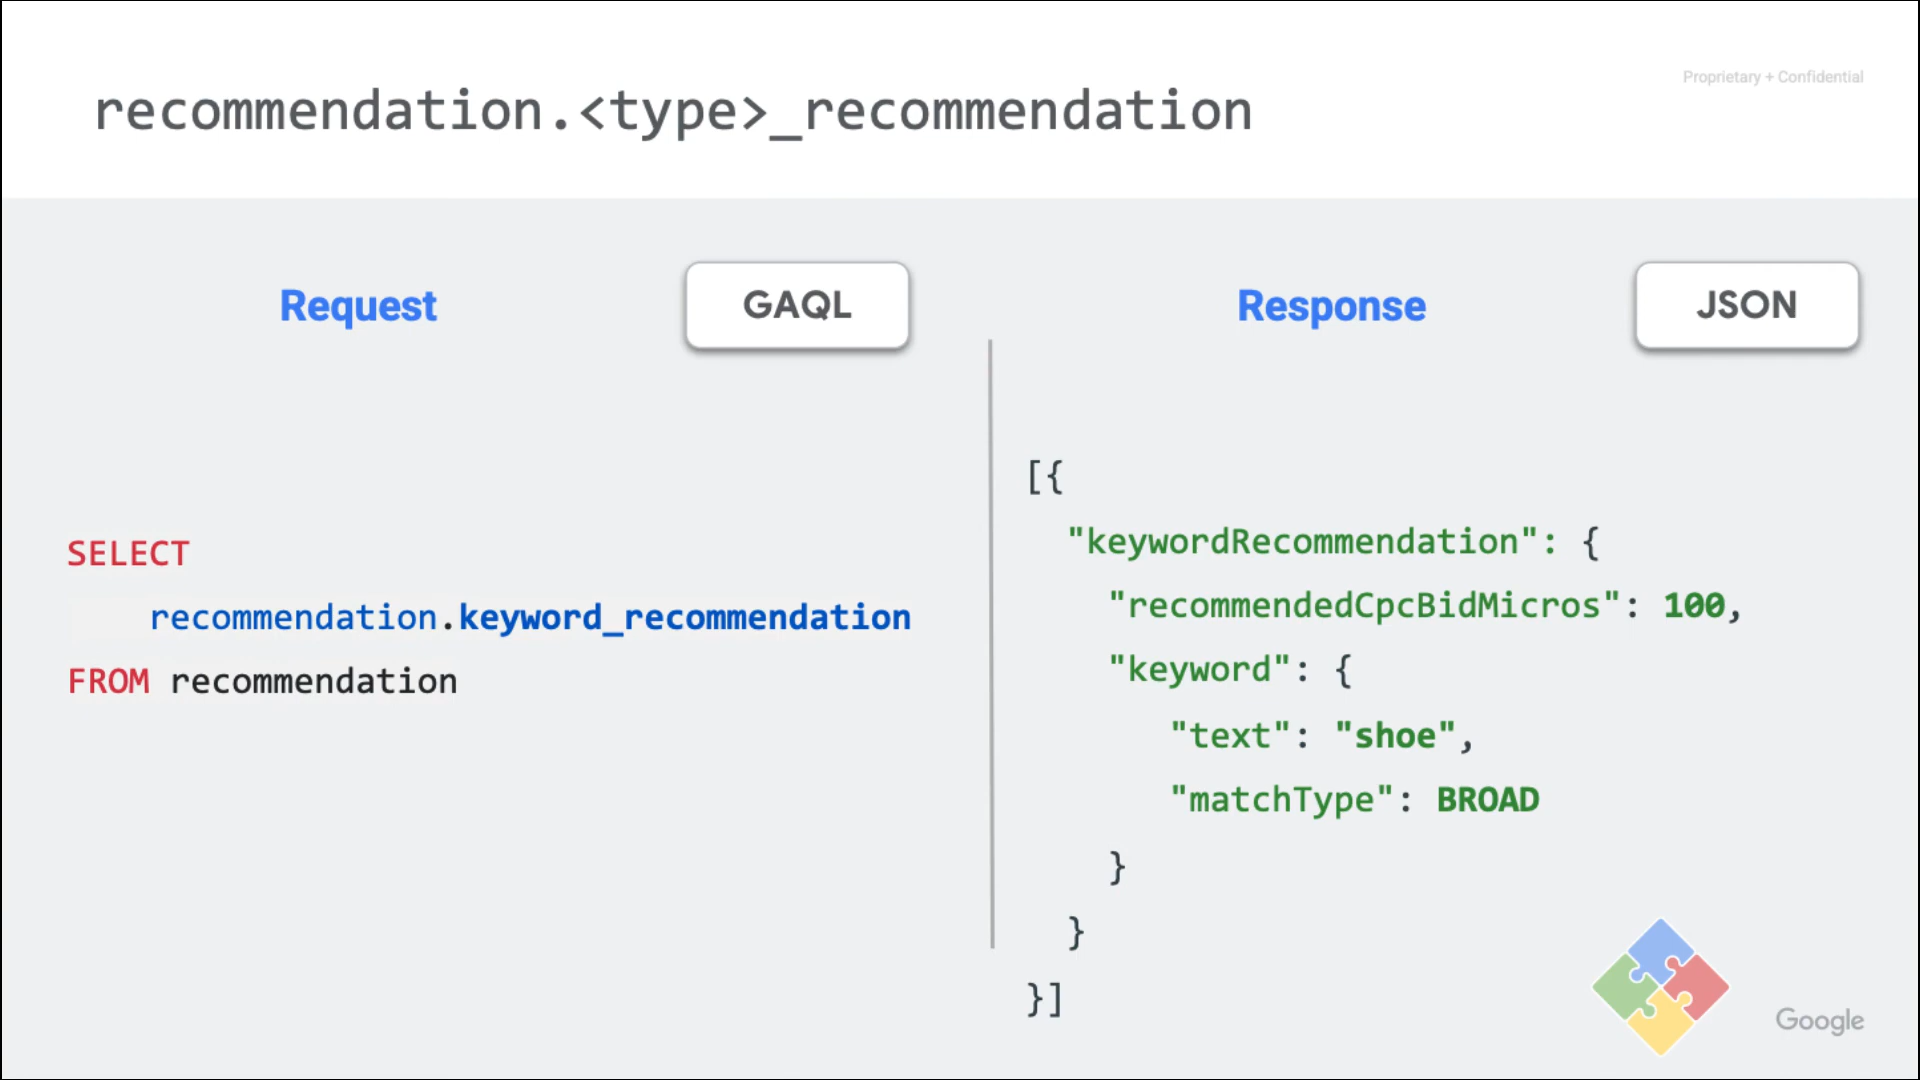 Proprietary + Confidential
recommendation.<type>_recommendation
Request
GAQL
SELECT
recommendation.keyword_recommendation
FROM recommendation
Response
JSON
[{
"keywordRecommendation": {
"recommendedCpcBidMicros": 100,
"keyword": {
"text": "shoe",
"matchType": BROAD
}
}
}]
Google